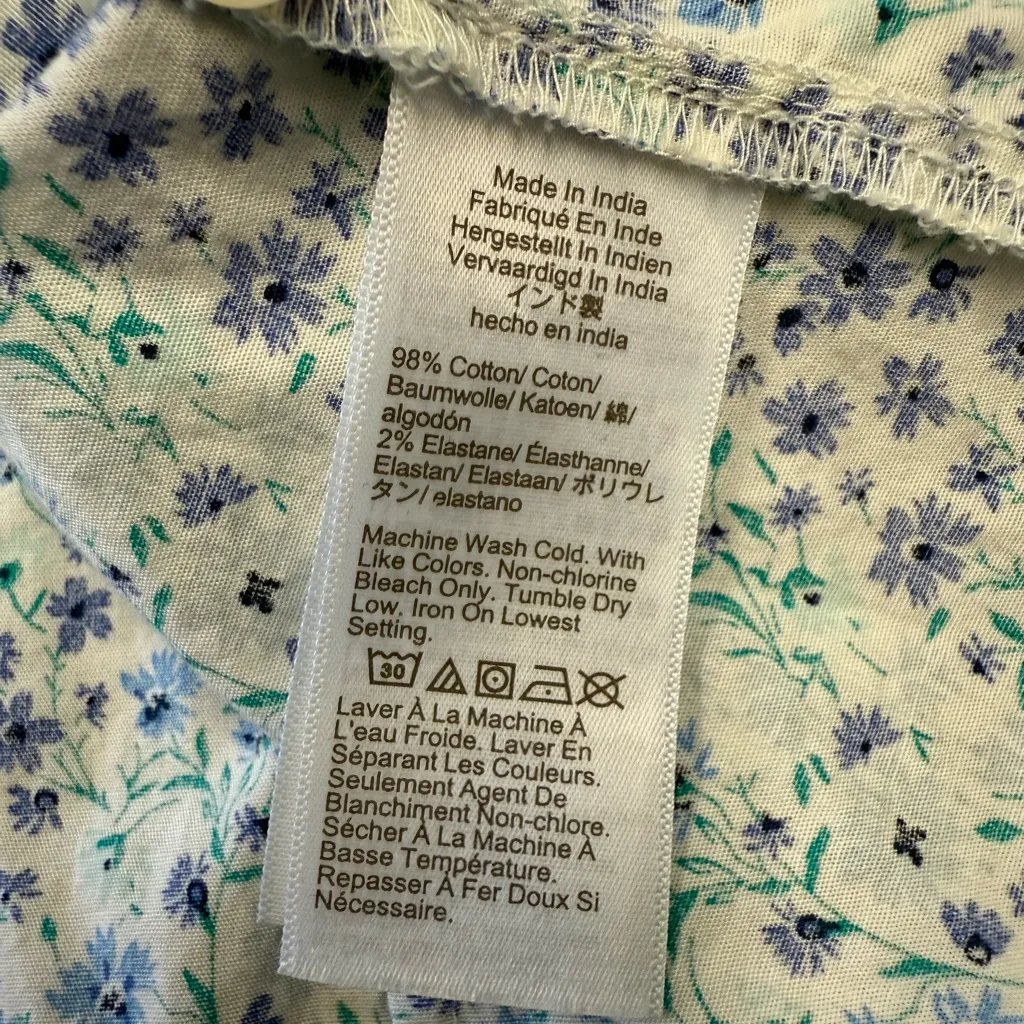 Made In India
Fabriqué En Inde
Hergestellt In Indien
Vervaardigd In India
インド製
hecho en india
98% Cotton/ Coton/
Baumwolle/ Katoen/ 綿/
algodón
2% Elastane/ Élasthanne/
Elastan/ Elastaan/ ポリウレ
タン/ elastano
Machine Wash Cold. With
Like Colors. Non-chlorine
Bleach Only. Tumble Dry
Low. Iron On Lowest
Setting.
30
Laver À La Machine À
L'eau Froide. Laver En
Séparant Les Couleurs.
Seulement Agent De
Blanchiment Non-chlore.
Sécher À La Machine À
Basse Température.
Repasser À Fer Doux Si
Nécessaire.